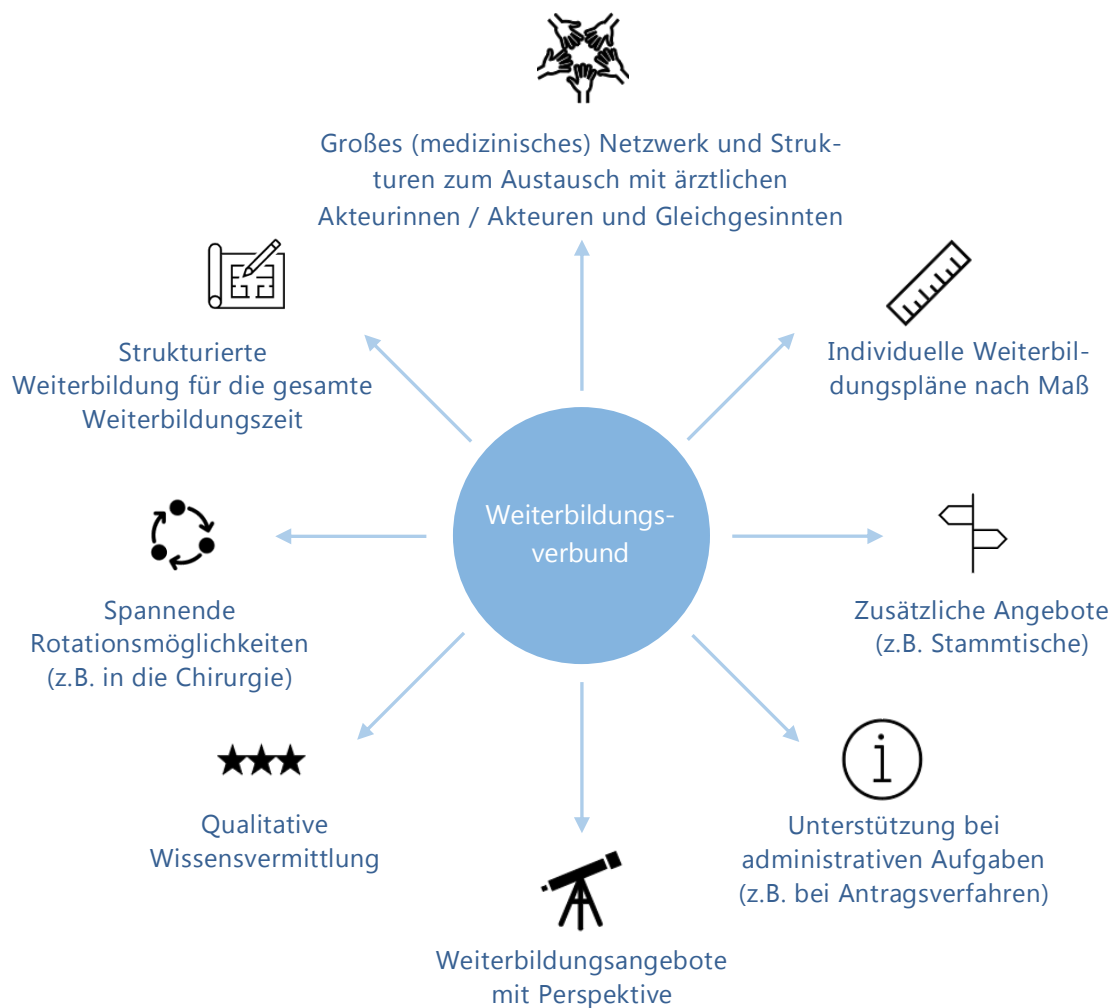 Großes (medizinisches) Netzwerk und Struk-
turen zum Austausch mit ärztlichen
Akteurinnen / Akteuren und Gleichgesinnten
Strukturierte
Weiterbildung für die gesamte
Weiterbildungszeit
Individuelle Weiterbil-
dungspläne nach Maß
Weiterbildungs-
verbund
Spannende
Rotationsmöglichkeiten
(z.B. in die Chirurgie)
Zusätzliche Angebote
(z.B. Stammtische)
Qualitative
Wissensvermittlung
Unterstützung bei
administrativen Aufgaben
(z.B. bei Antragsverfahren)
Weiterbildungsangebote
mit Perspektive